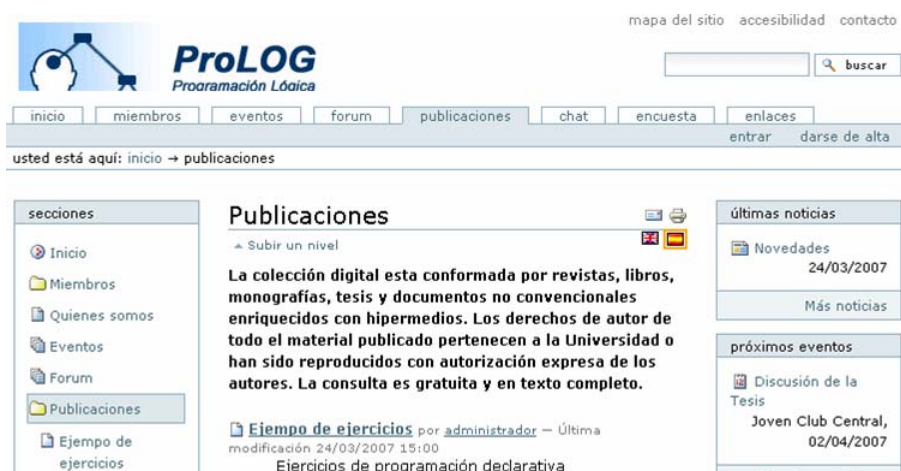 mapa del sitio accesibilidad contacto
ProLOG
Programación Lógica
buscar
inicio miembros eventos forum publicaciones chat encuesta enlaces
entrar darse de alta
usted está aquí: inicio → publicaciones
secciones
Inicio
Miembros
Quienes somos
Eventos
Forum
Publicaciones
Ejempo de
ejercicios
Publicaciones
Subir un nivel
La colección digital esta conformada por revistas, libros,
monografías, tesis y documentos no convencionales
enriquecidos con hipermedios. Los derechos de autor de
todo el material publicado pertenecen a la Universidad o
han sido reproducidos con autorización expresa de los
autores. La consulta es gratuita y en texto completo.
Ejempo de ejercicios por administrador — Última
modificación 24/03/2007 15:00
Ejercicios de programación declarativa
últimas noticias
Novedades
24/03/2007
Más noticias
próximos eventos
Discusión de la
Tesis
Joven Club Central,
02/04/2007